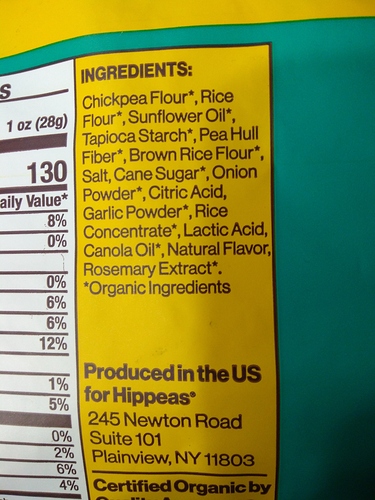 s
1 oz (28g)
130
aily Value*
8%
0%
0%
6%
6%
12%
1%
5%
0%
2%
6%
4%
INGREDIENTS:
Chickpea Flour*, Rice
Flour*, Sunflower Oil*,
Tapioca Starch*, Pea Hull
Fiber*, Brown Rice Flour*,
Salt, Cane Sugar*, Onion
Powder*, Citric Acid,
Garlic Powder*, Rice
Concentrate*, Lactic Acid,
Canola Oil*, Natural Flavor,
Rosemary Extract*.
*Organic Ingredients
Produced in the US
for Hippeas®
245 Newton Road
Suite 101
Plainview, NY 11803
Certified Organic by